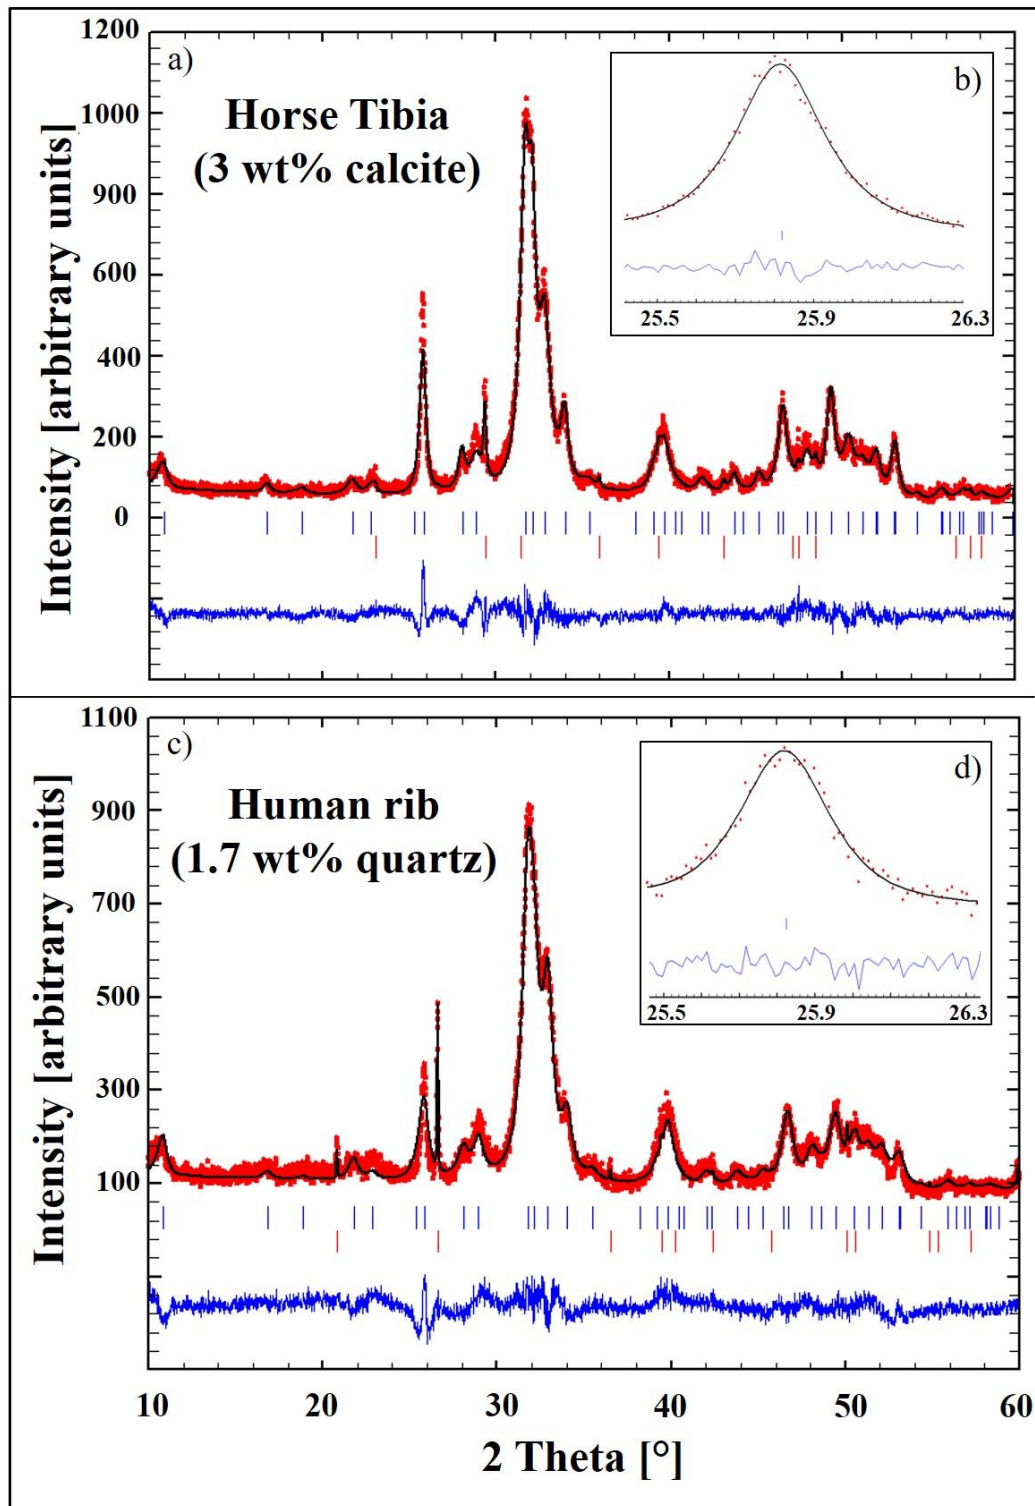 1200
a)
b)
Horse Tibia
(3 wt% calcite)
1000
900
600
400
200
0
25.5 25.9 26.3
Intensity [arbitrary units]
1100
c)
d)
Human rib
(1.7 wt% quartz)
900
700
500
300
100
25.5 25.9 26.3
Intensity [arbitrary units]
10 20 30 40 50 60
2 Theta [°]